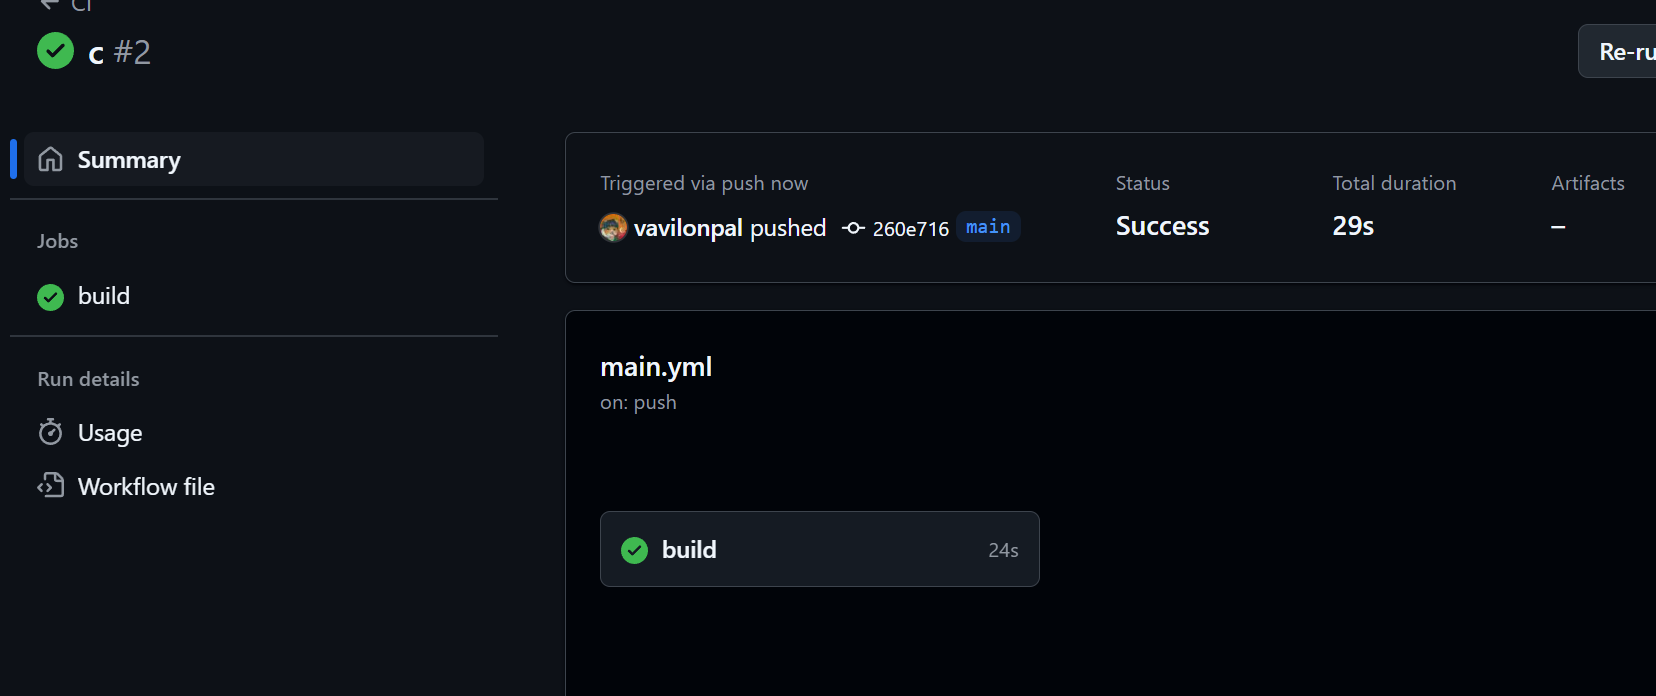 CI
c #2
Re-ru
Summary
Jobs
build
Run details
Usage
Workflow file
Triggered via push now
vavilonpal pushed 260e716 main
Status
Success
Total duration
29s
Artifacts
–
main.yml
on: push
build 24s